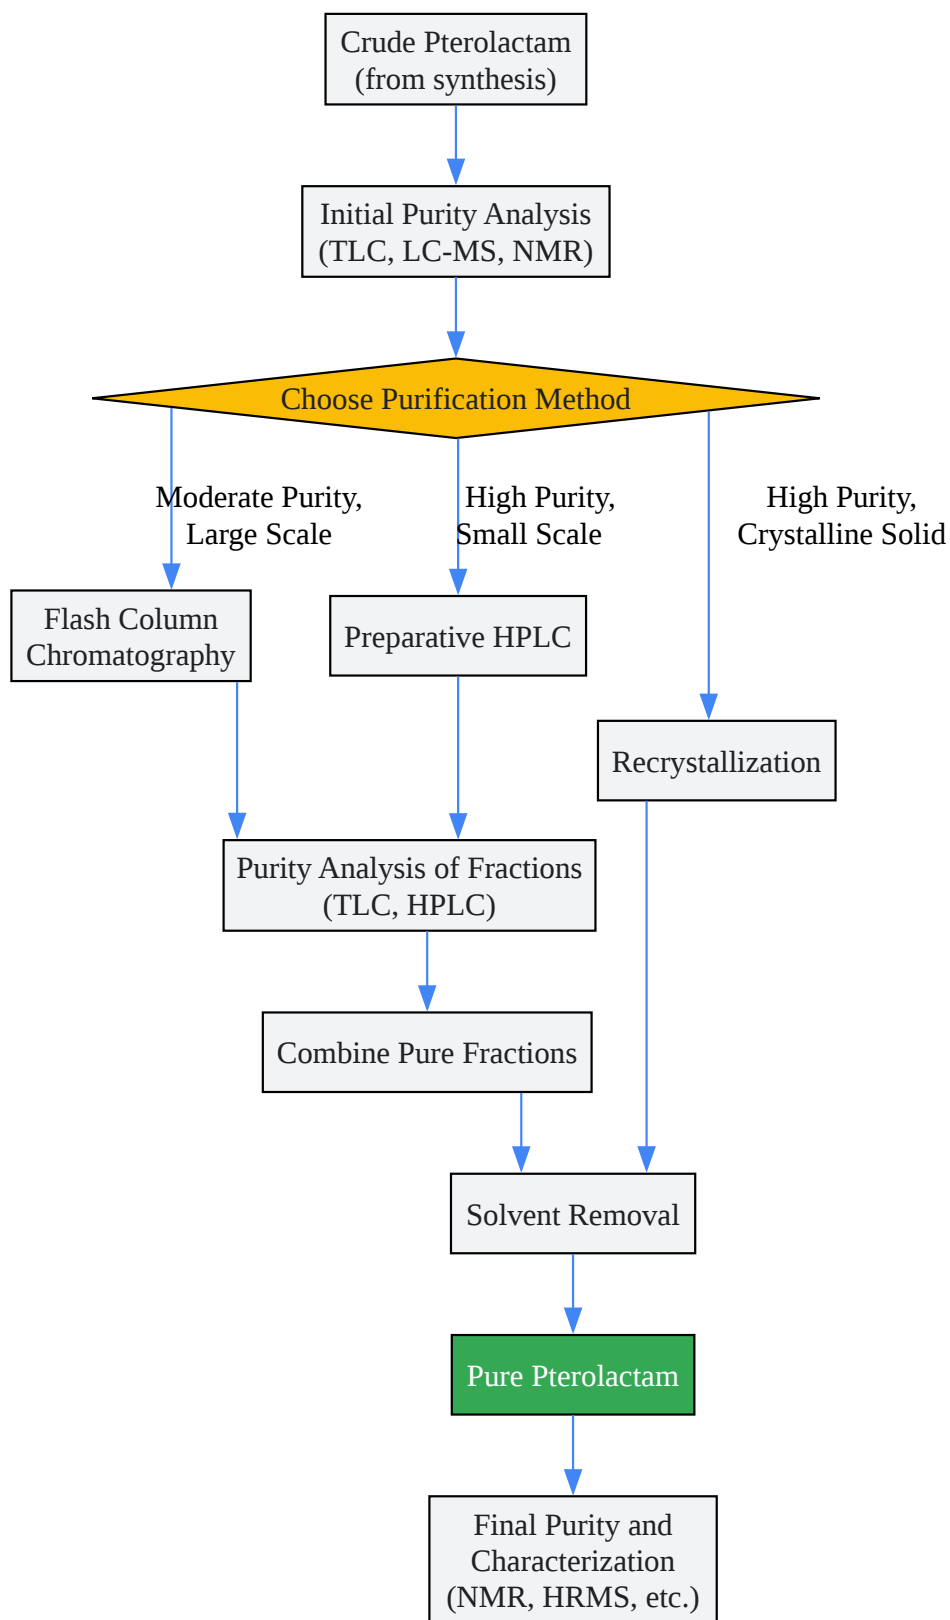 Crude Pterolactam
(from synthesis)
Initial Purity Analysis
(TLC, LC-MS, NMR)
Choose Purification Method
Moderate Purity,
Large Scale
High Purity,
Small Scale
High Purity,
Crystalline Solid
Flash Column
Chromatography
Preparative HPLC
Recrystallization
Purity Analysis of Fractions
(TLC, HPLC)
Combine Pure Fractions
Solvent Removal
Pure Pterolactam
Final Purity and
Characterization
(NMR, HRMS, etc.)